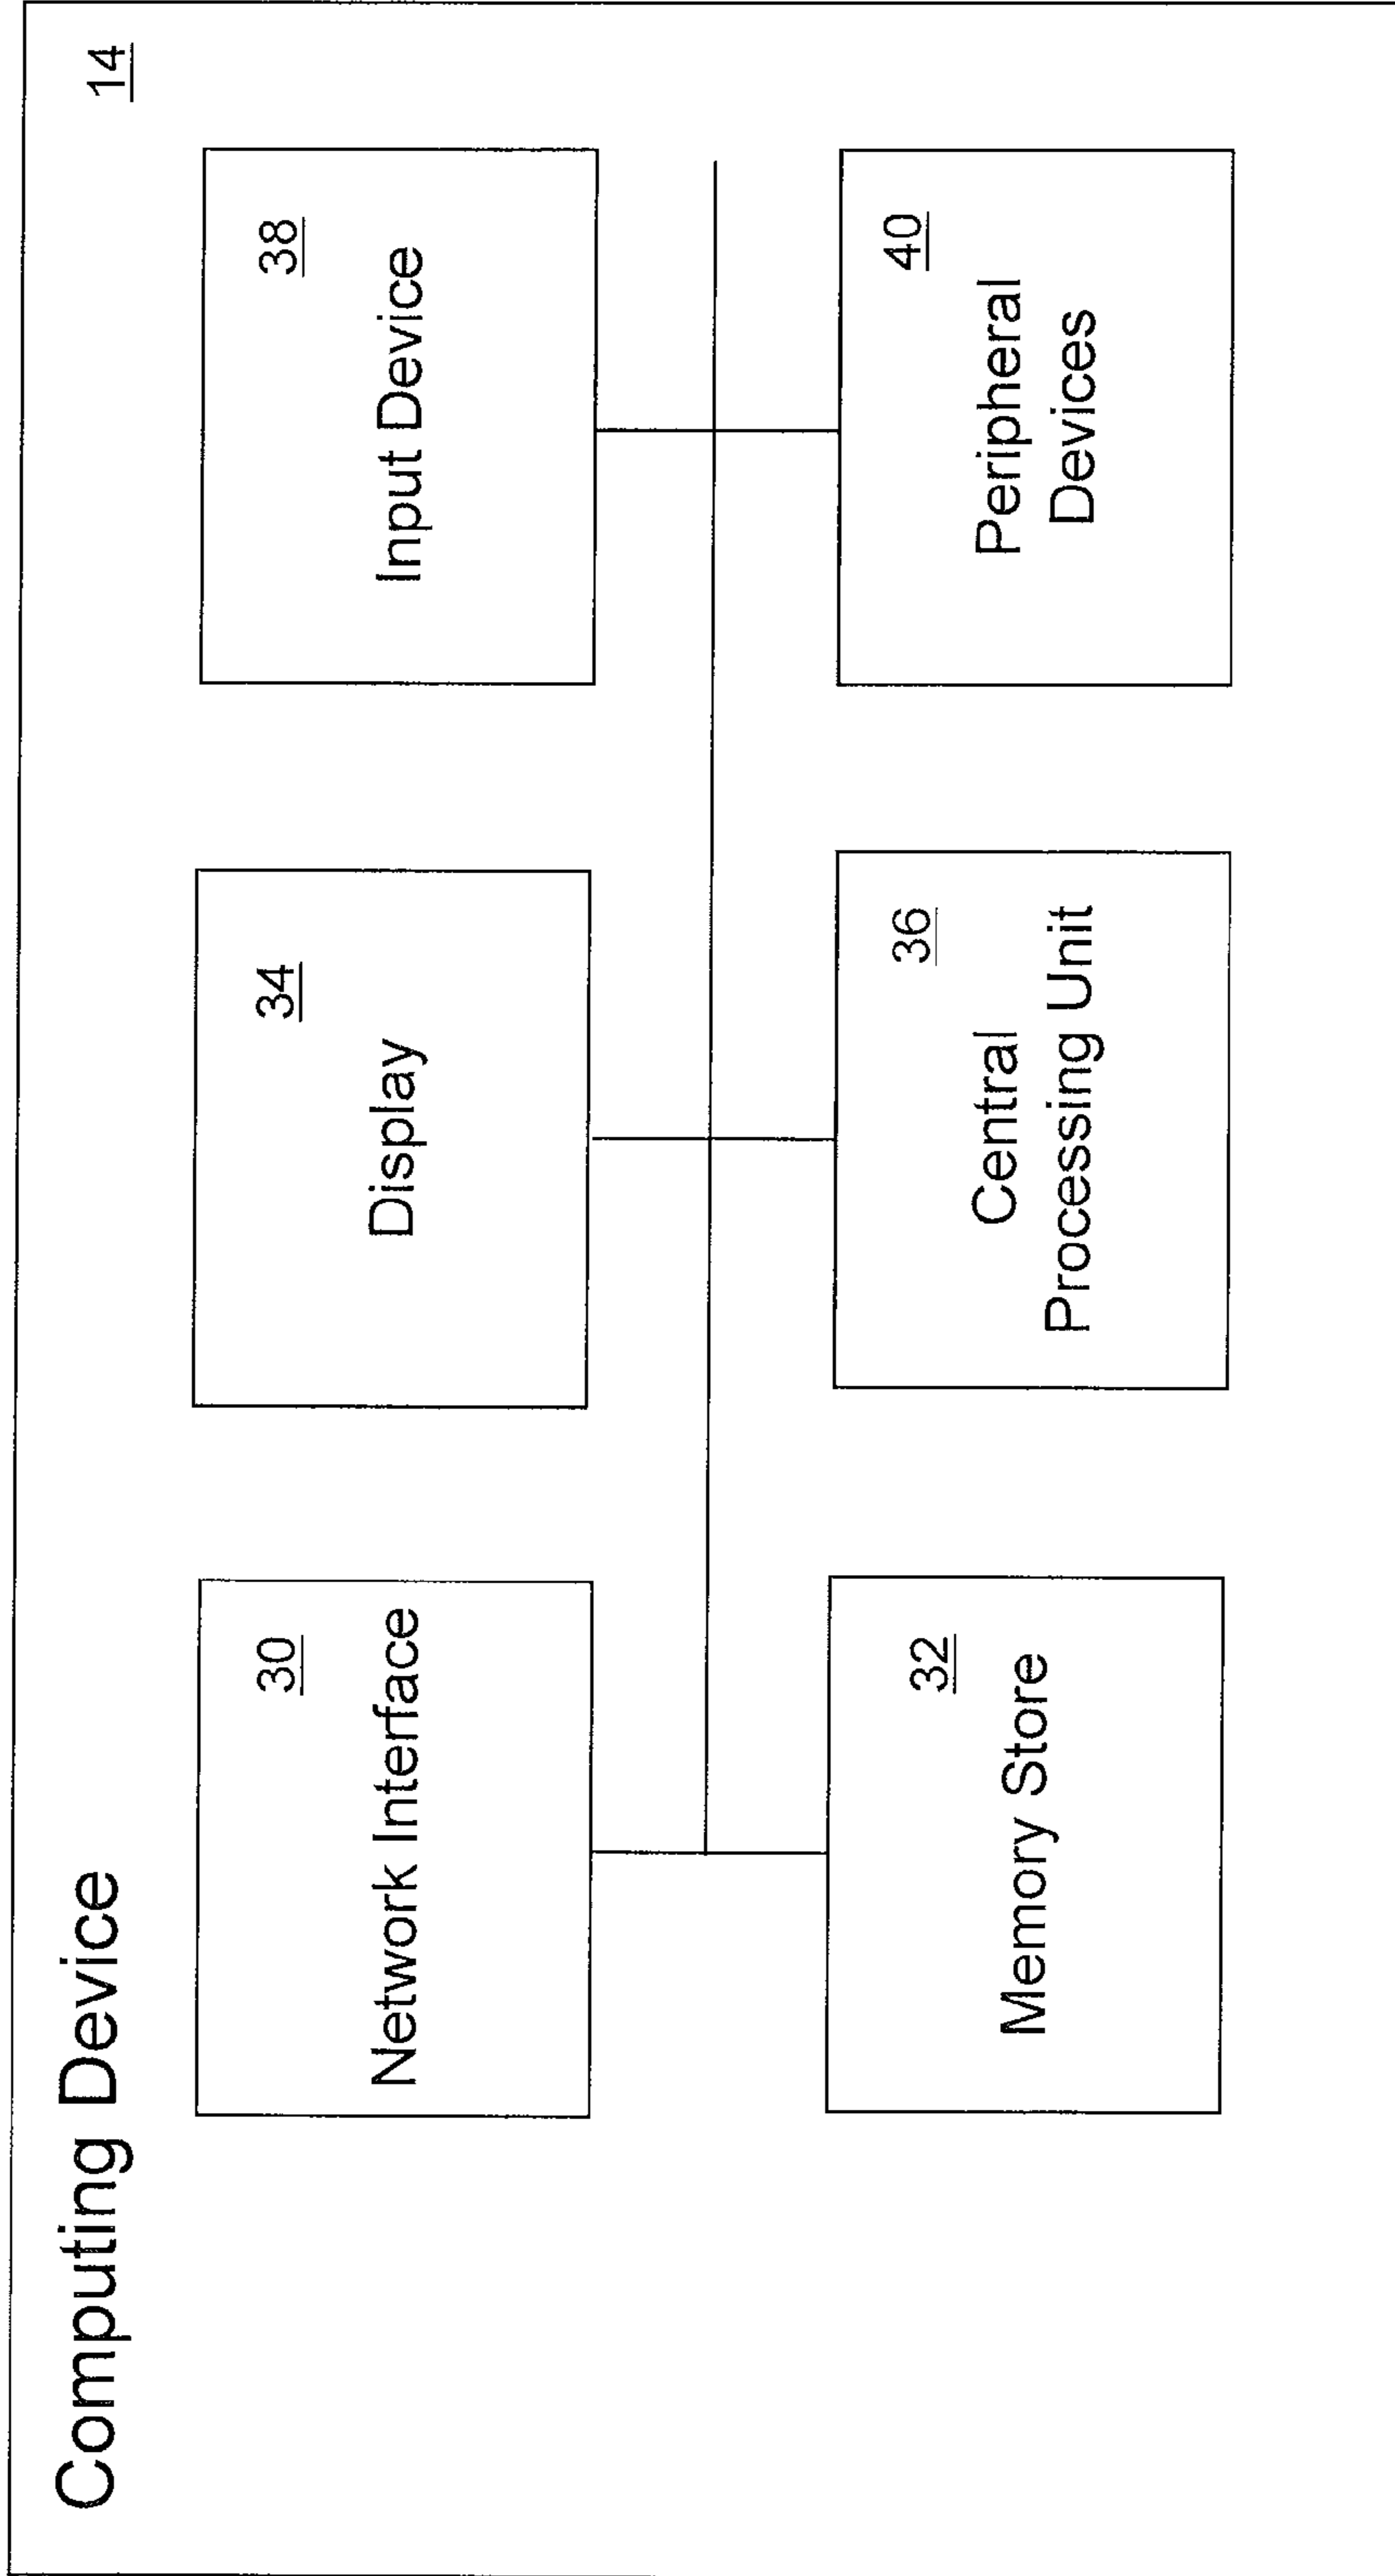 Computing Device
14
30
Network Interface
34
Display
38
Input Device
32
Memory Store
36
Central
Processing Unit
40
Peripheral
Devices